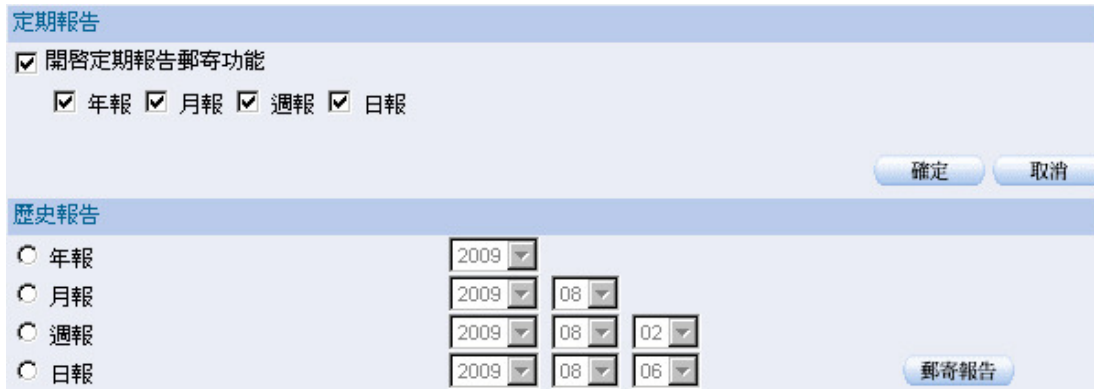 定期報告
開啓定期報告郵寄功能
年報 月報 週報 日報
確定 取消
歷史報告
年報 2009
月報 2009 08
週報 2009 08 02
日報 2009 08 06 郵寄報告